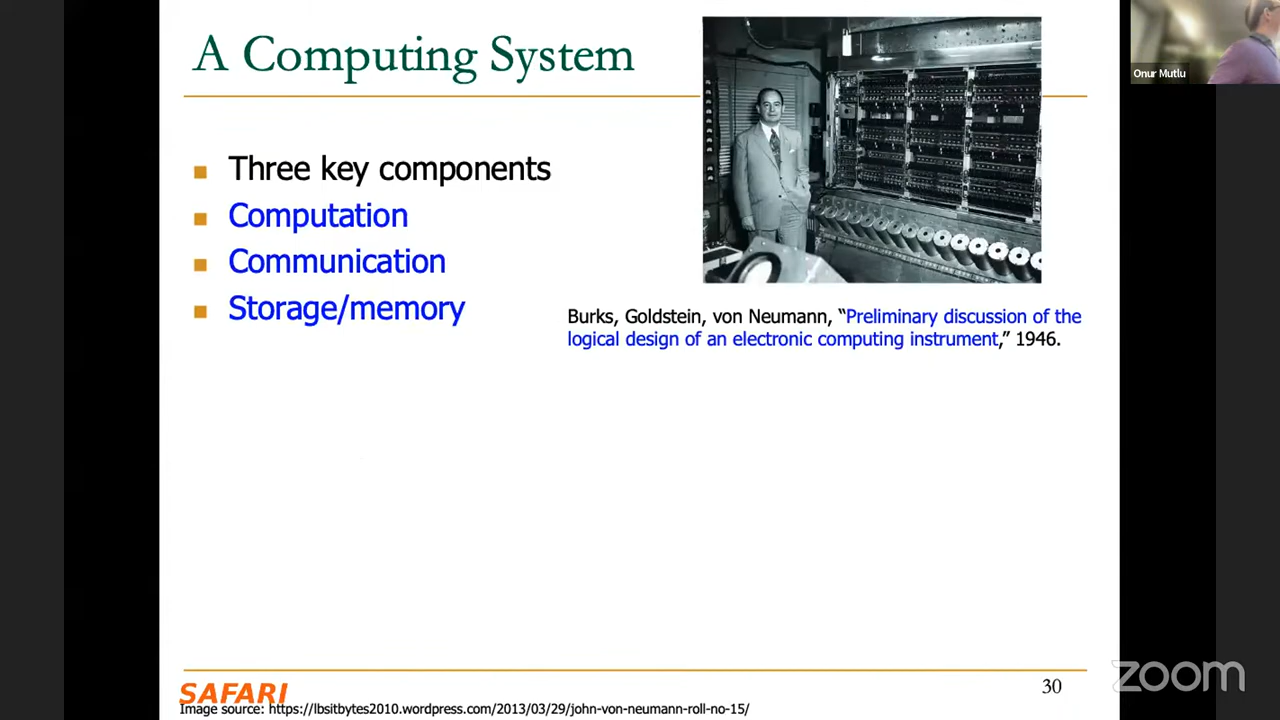 A Computing System
Onur Mutlu
Three key components
Computation
Communication
Storage/memory
Burks, Goldstein, von Neumann, “Preliminary discussion of the
logical design of an electronic computing instrument,” 1946.
SAFARI
30
zoom
Image source: https://lbsitbytes2010.wordpress.com/2013/03/29/john-von-neumann-roll-no-15/